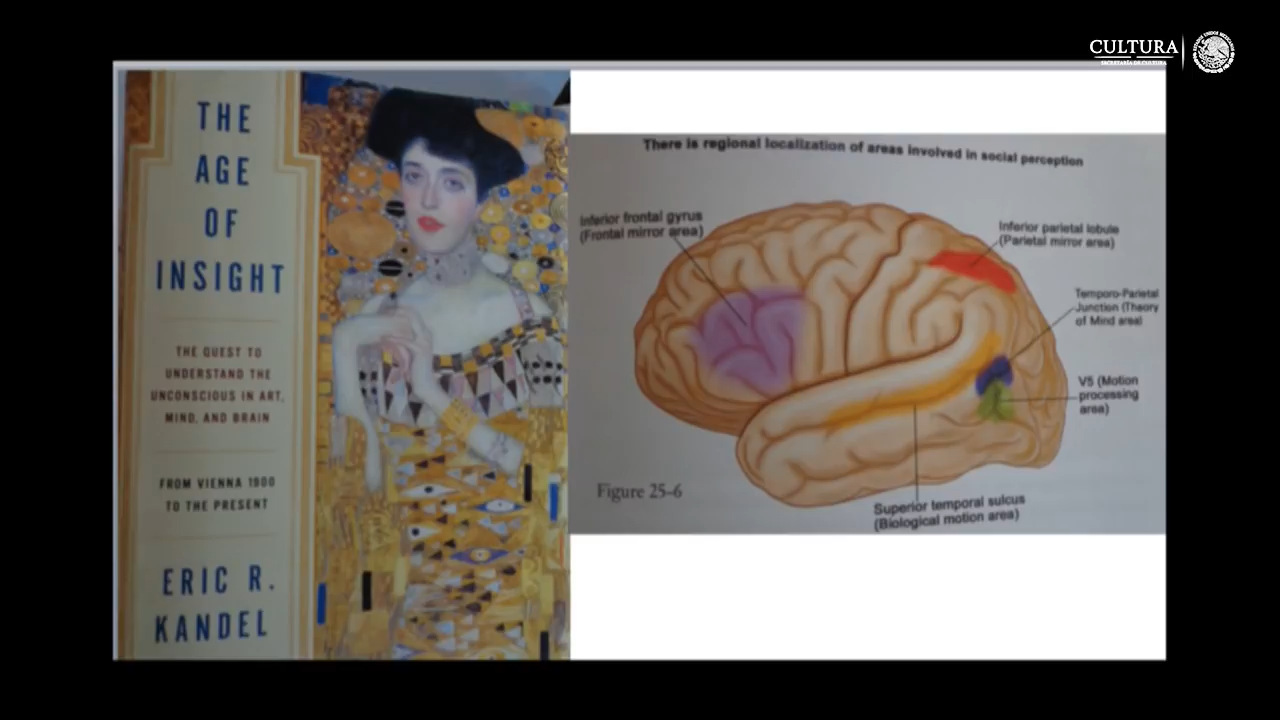 CULTURA
SECRETARÍA DE CULTURA
THE
AGE
OF
INSIGHT
THE QUEST TO
UNDERSTAND THE
UNCONSCIOUS IN ART,
MIND, AND BRAIN
FROM VIENNA 1900
TO THE PRESENT
ERIC R.
KANDEL
There is regional localization of areas involved in social perception
Inferior frontal gyrus
(Frontal mirror area)
Inferior parietal lobule
(Parietal mirror area)
Temporo-Parietal
Junction (Theory
of Mind area)
V5 (Motion
processing
area)
Figure 25-6
Superior temporal sulcus
(Biological motion area)